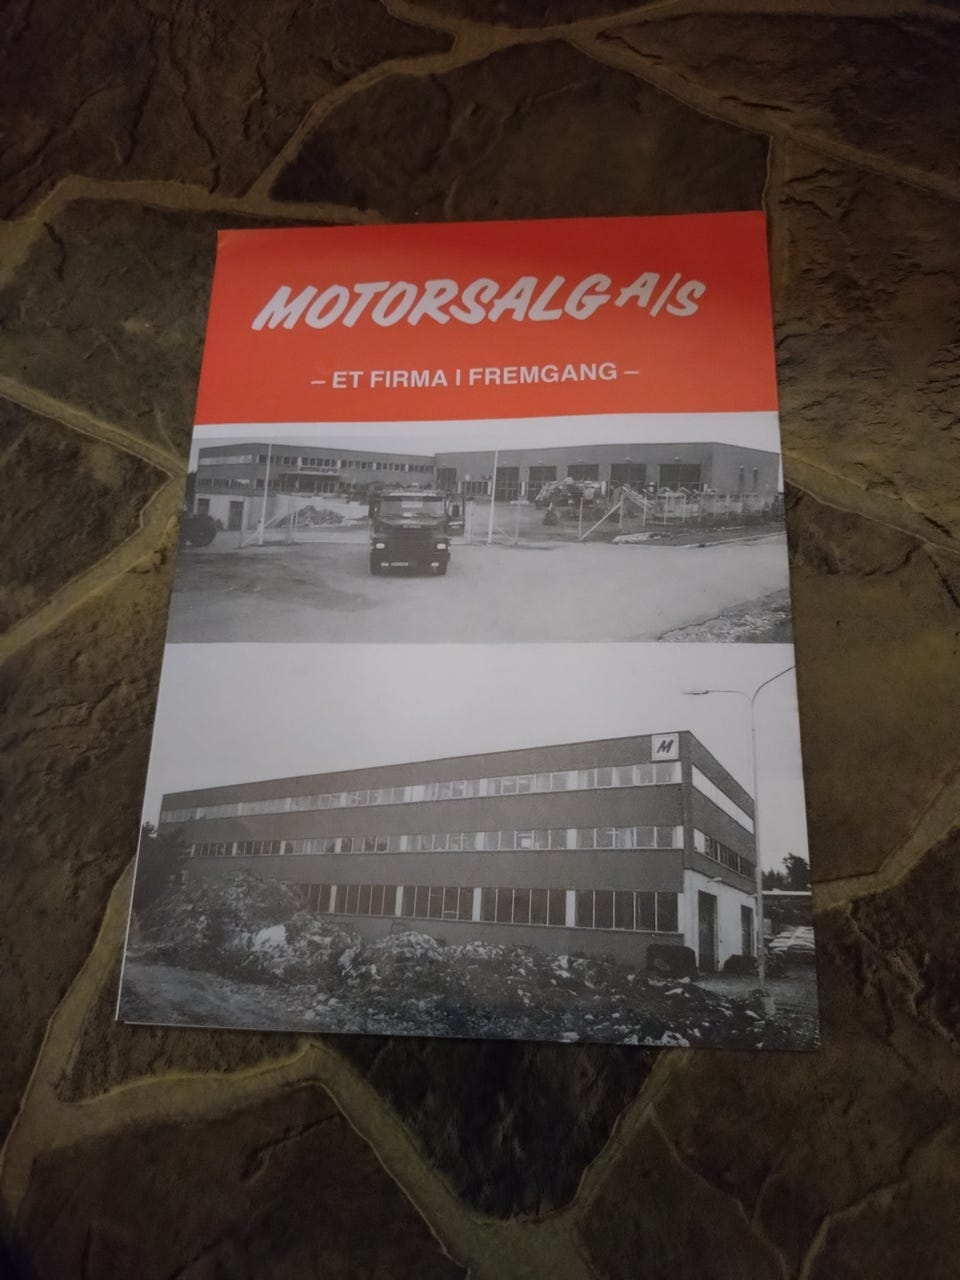 MOTORSALG A/S
– ET FIRMA I FREMGANG –
M